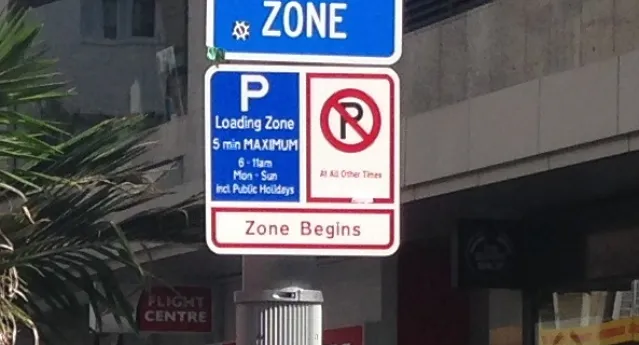 ZONE
P
Loading Zone
5 min MAXIMUM
6 - 11am
Mon - Sun
Incl Public Holidays
P
At All Other Times
Zone Begins
FLIGHT
CENTRE